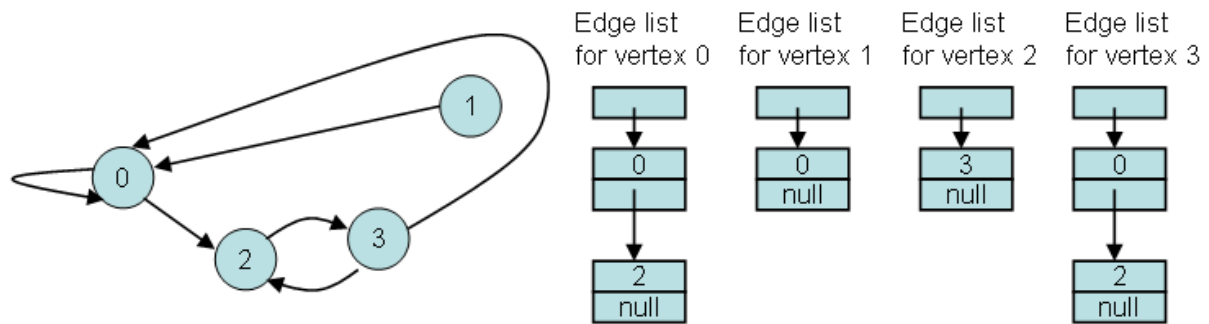 1
0
3
2
Edge list
for vertex 0
0
2
null
Edge list
for vertex 1
0
null
Edge list
for vertex 2
3
null
Edge list
for vertex 3
0
2
null